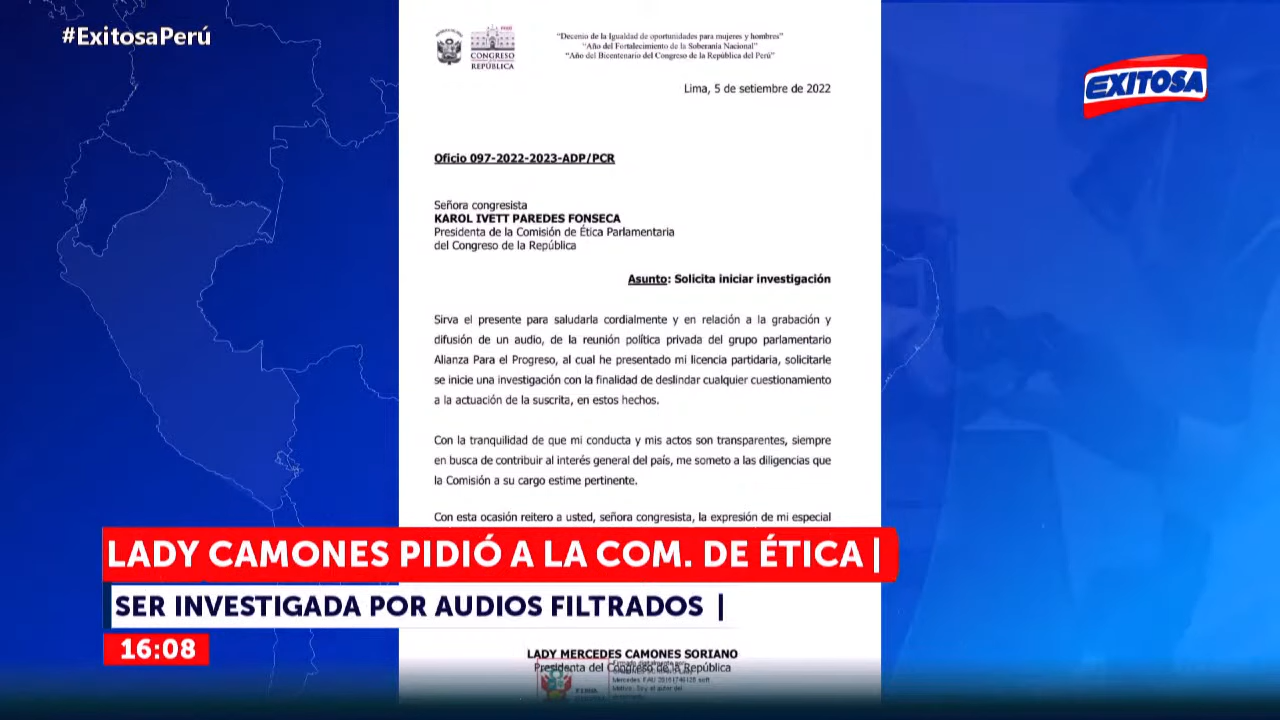 #ExitosaPerú
EXITOSA
CONGRESO
REPÚBLICA
“Decenio de la Igualdad de oportunidades para mujeres y hombres”
“Año del Fortalecimiento de la Soberanía Nacional”
“Año del Bicentenario del Congreso de la República del Perú”
Lima, 5 de setiembre de 2022
Oficio 097-2022-2023-ADP/PCR
Señora congresista
KAROL IVETT PAREDES FONSECA
Presidenta de la Comisión de Ética Parlamentaria
del Congreso de la República
Asunto: Solicita iniciar investigación
Sirva el presente para saludarla cordialmente y en relación a la grabación y
difusión de un audio, de la reunión política privada del grupo parlamentario
Alianza Para el Progreso, al cual he presentado mi licencia partidaria, solicitarle
se inicie una investigación con la finalidad de deslindar cualquier cuestionamiento
a la actuación de la suscrita, en estos hechos.
Con la tranquilidad de que mi conducta y mis actos son transparentes, siempre
en busca de contribuir al interés general del país, me someto a las diligencias que
la Comisión a su cargo estime pertinente.
Con esta ocasión reitero a usted, señora congresista, la expresión de mi especial
LADY CAMONES PIDIÓ A LA COM. DE ÉTICA |
SER INVESTIGADA POR AUDIOS FILTRADOS |
16:08
LADY MERCEDES CAMONES SORIANO
Presidenta del Congreso de la República